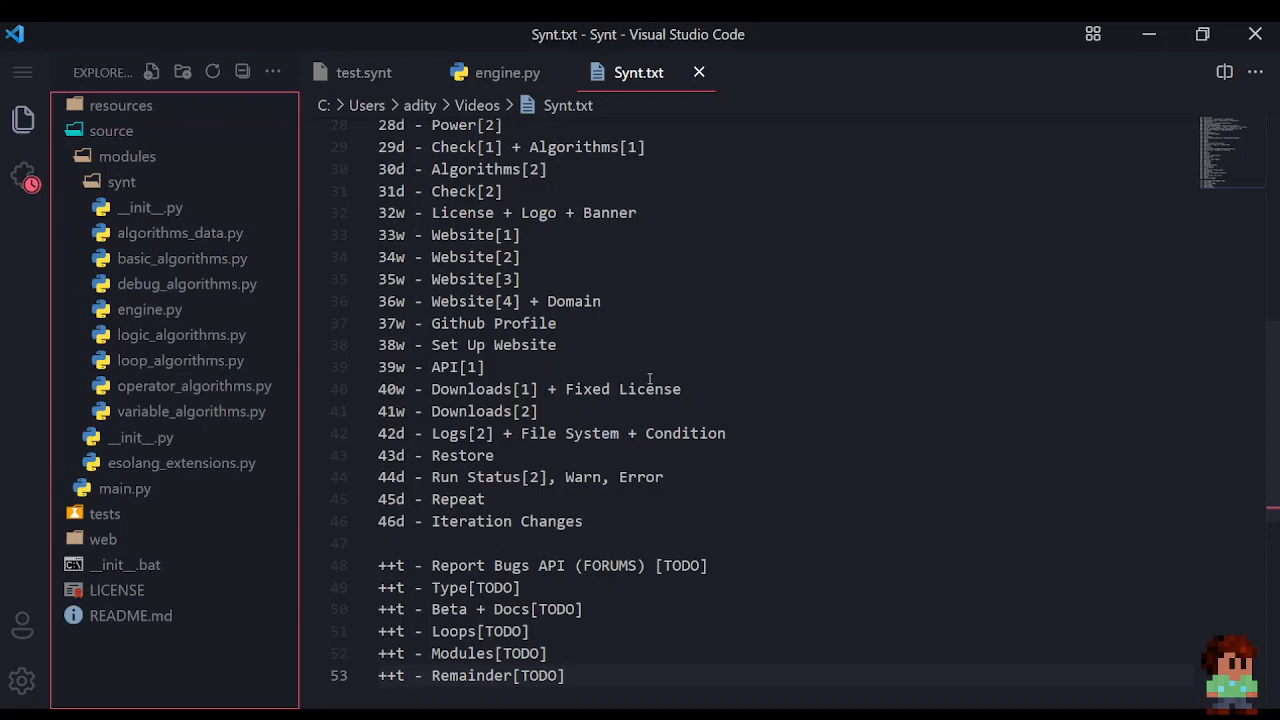 Synt.txt - Synt - Visual Studio Code
EXPLORE...
test.synt
engine.py
Synt.txt
C: > Users > adity > Videos > Synt.txt
resources
source
modules
synt
__init__.py
algorithms_data.py
basic_algorithms.py
debug_algorithms.py
engine.py
logic_algorithms.py
loop_algorithms.py
operator_algorithms.py
variable_algorithms.py
__init__.py
esolang_extensions.py
main.py
tests
web
__init__.bat
LICENSE
README.md
28 28d - Power[2]
29 29d - Check[1] + Algorithms[1]
30 30d - Algorithms[2]
31 31d - Check[2]
32 32w - License + Logo + Banner
33 33w - Website[1]
34 34w - Website[2]
35 35w - Website[3]
36 36w - Website[4] + Domain
37 37w - Github Profile
38 38w - Set Up Website
39 39w - API[1]
40 40w - Downloads[1] + Fixed License
41 41w - Downloads[2]
42 42d - Logs[2] + File System + Condition
43 43d - Restore
44 44d - Run Status[2], Warn, Error
45 45d - Repeat
46 46d - Iteration Changes
47
48 ++t - Report Bugs API (FORUMS) [TODO]
49 ++t - Type[TODO]
50 ++t - Beta + Docs[TODO]
51 ++t - Loops[TODO]
52 ++t - Modules[TODO]
53 ++t - Remainder[TODO]